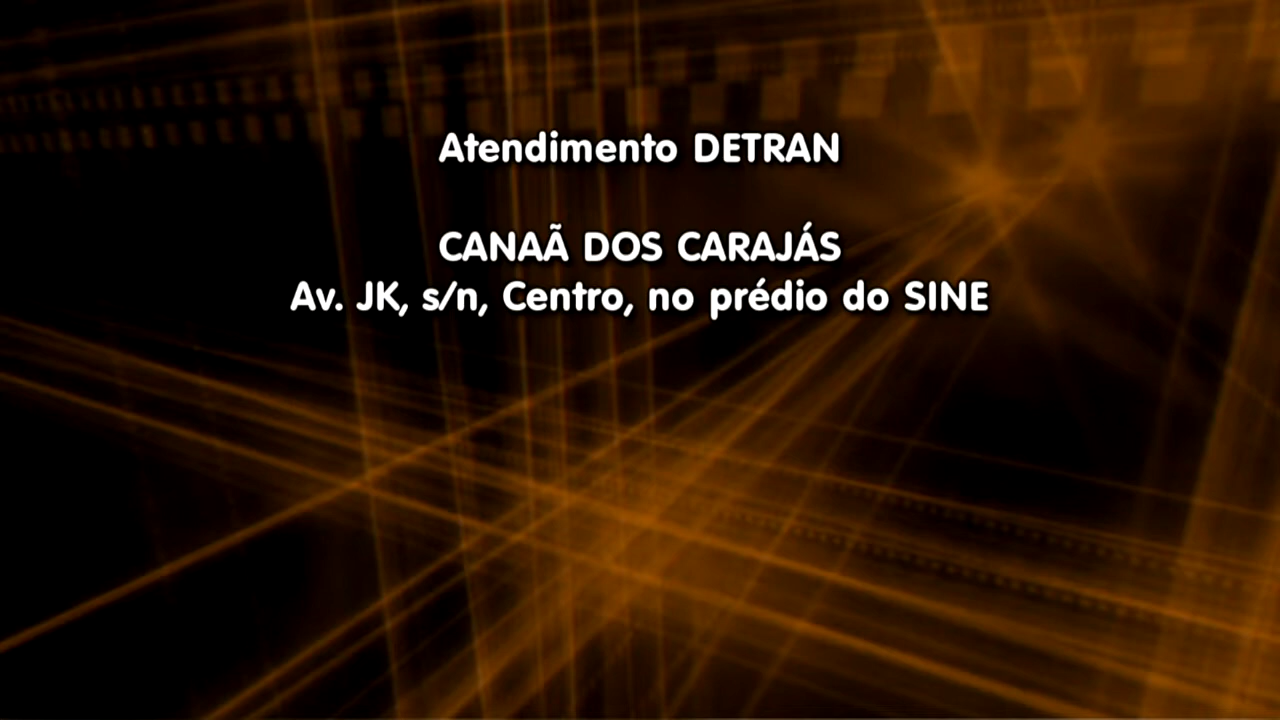 Atendimento DETRAN
CANAÃ DOS CARAJÁS
Av. JK, s/n, Centro, no prédio do SINE